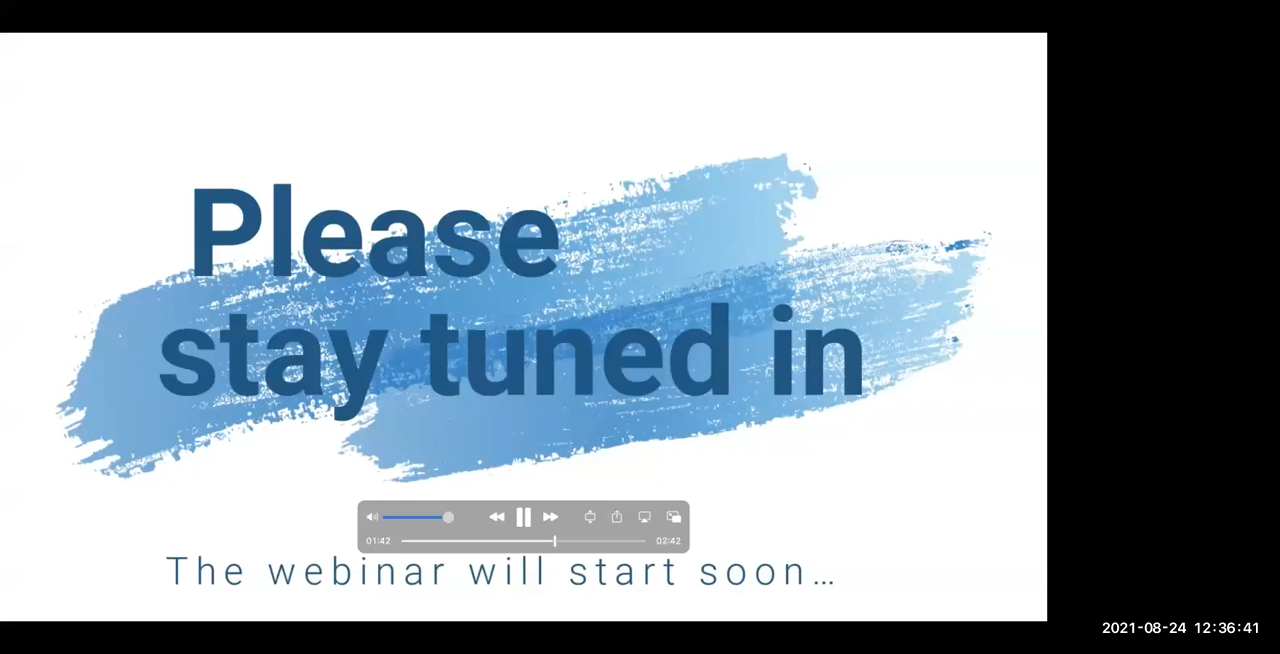 Please
stay tuned in
01:42
02:42
The webinar will start soon…
2021-08-24 12:36:41